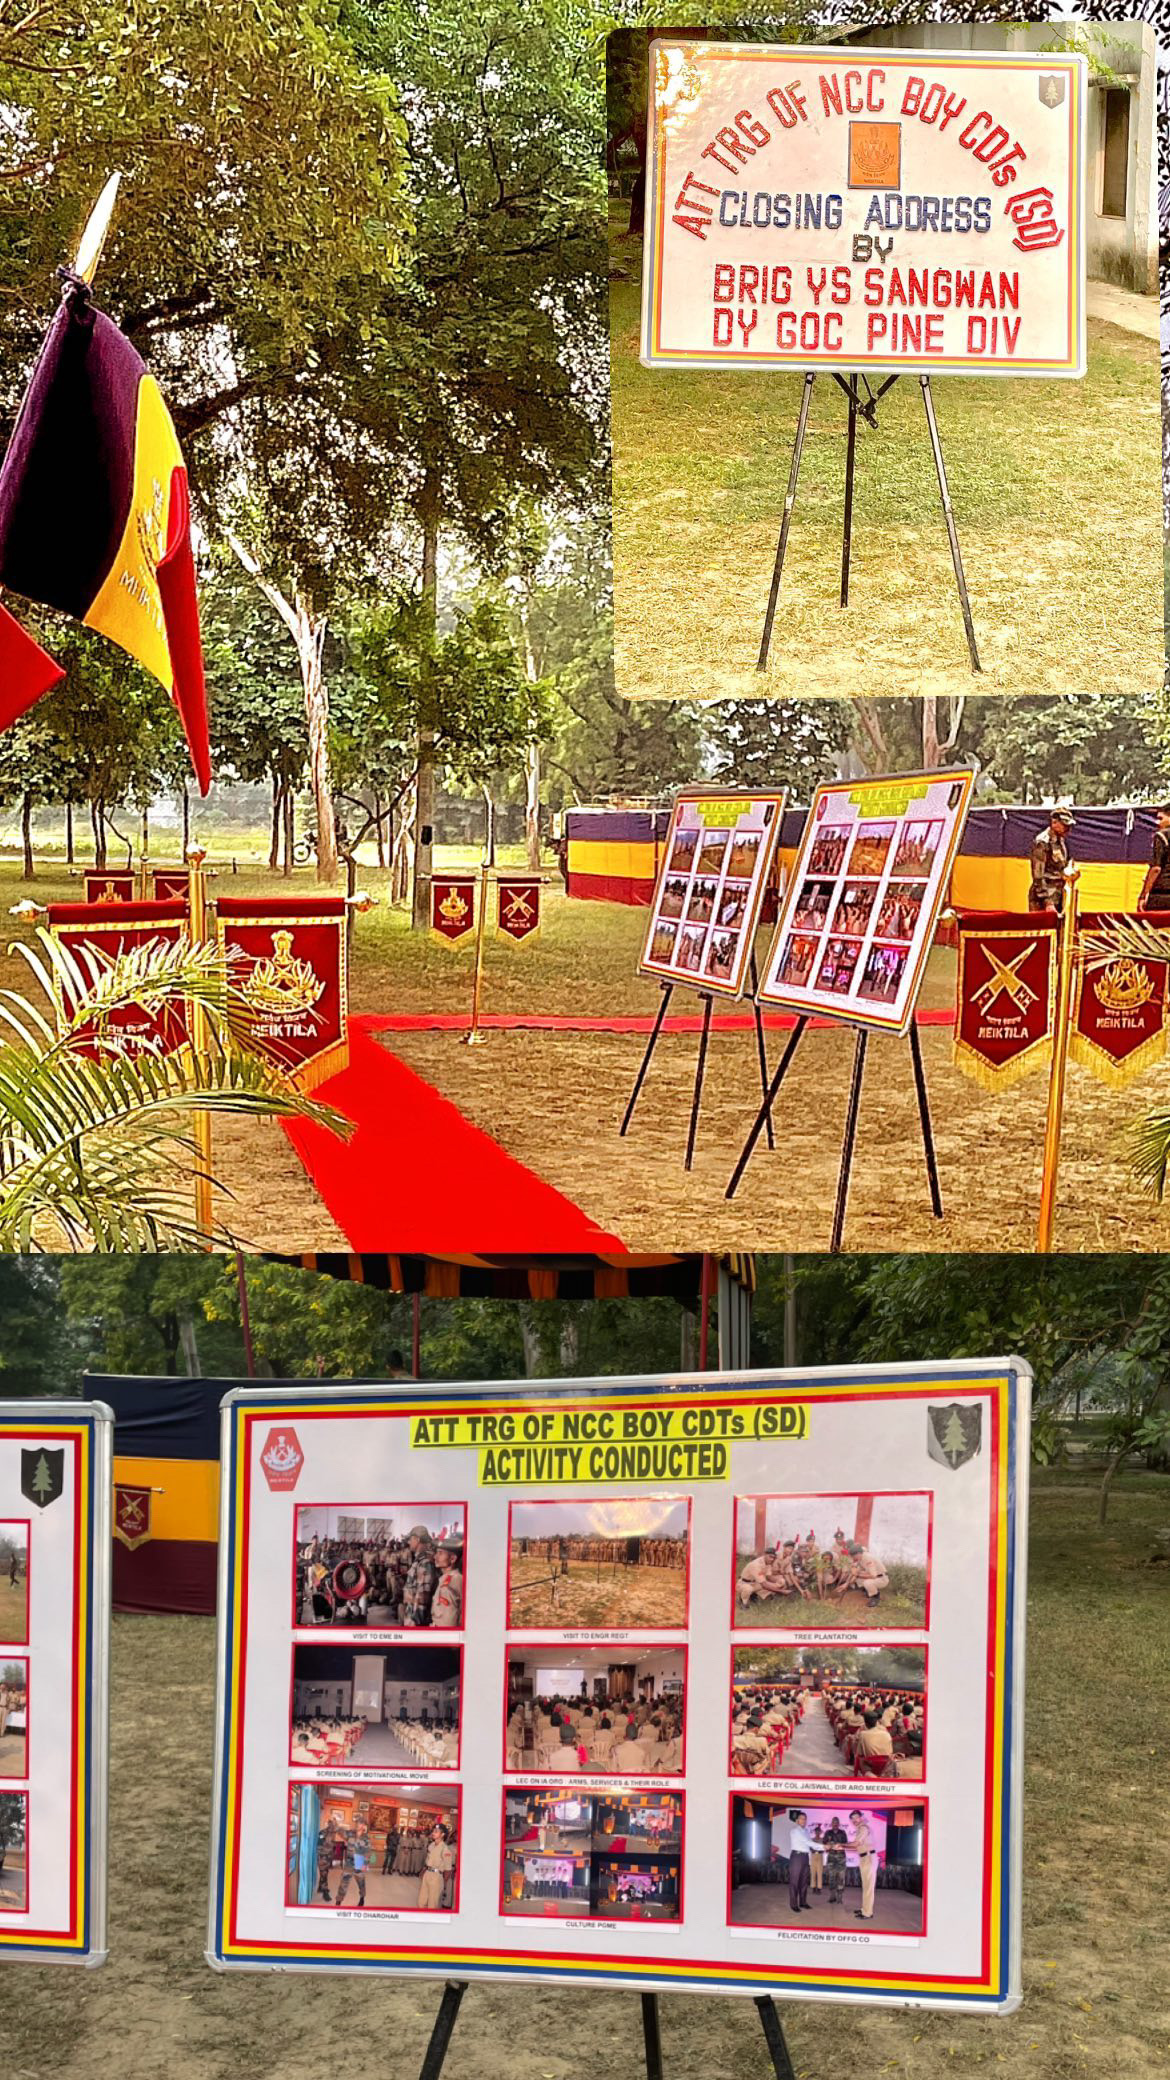 ATT TRG OF NCC BOY CDTs (SD)
CLOSING ADDRESS
BY
BRIG YS SANGWAN
DY GOC PINE DIV
MEIKTILA
MEIKTILA
MEIKTILA
MEIKTILA
ATT TRG OF NCC BOY CDTs (SD)
ACTIVITY CONDUCTED
VISIT TO EME BN
VISIT TO ENGR REGT
TREE PLANTATION
SCREENING OF MOTIVATIONAL MOVIE
LEC ON IA ORG : ARMS, SERVICES & THEIR ROLE
LEC BY COL JAISWAL, DIR ARO MEERUT
VISIT TO DHAROHAR
CULTURE PGME
FELICITATION BY OFFG CO